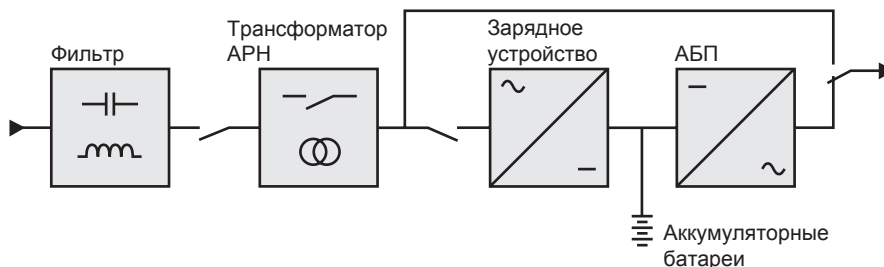 Фильтр
Трансформатор
АРН
Зарядное
устройство
АБП
Аккумуляторные
батареи